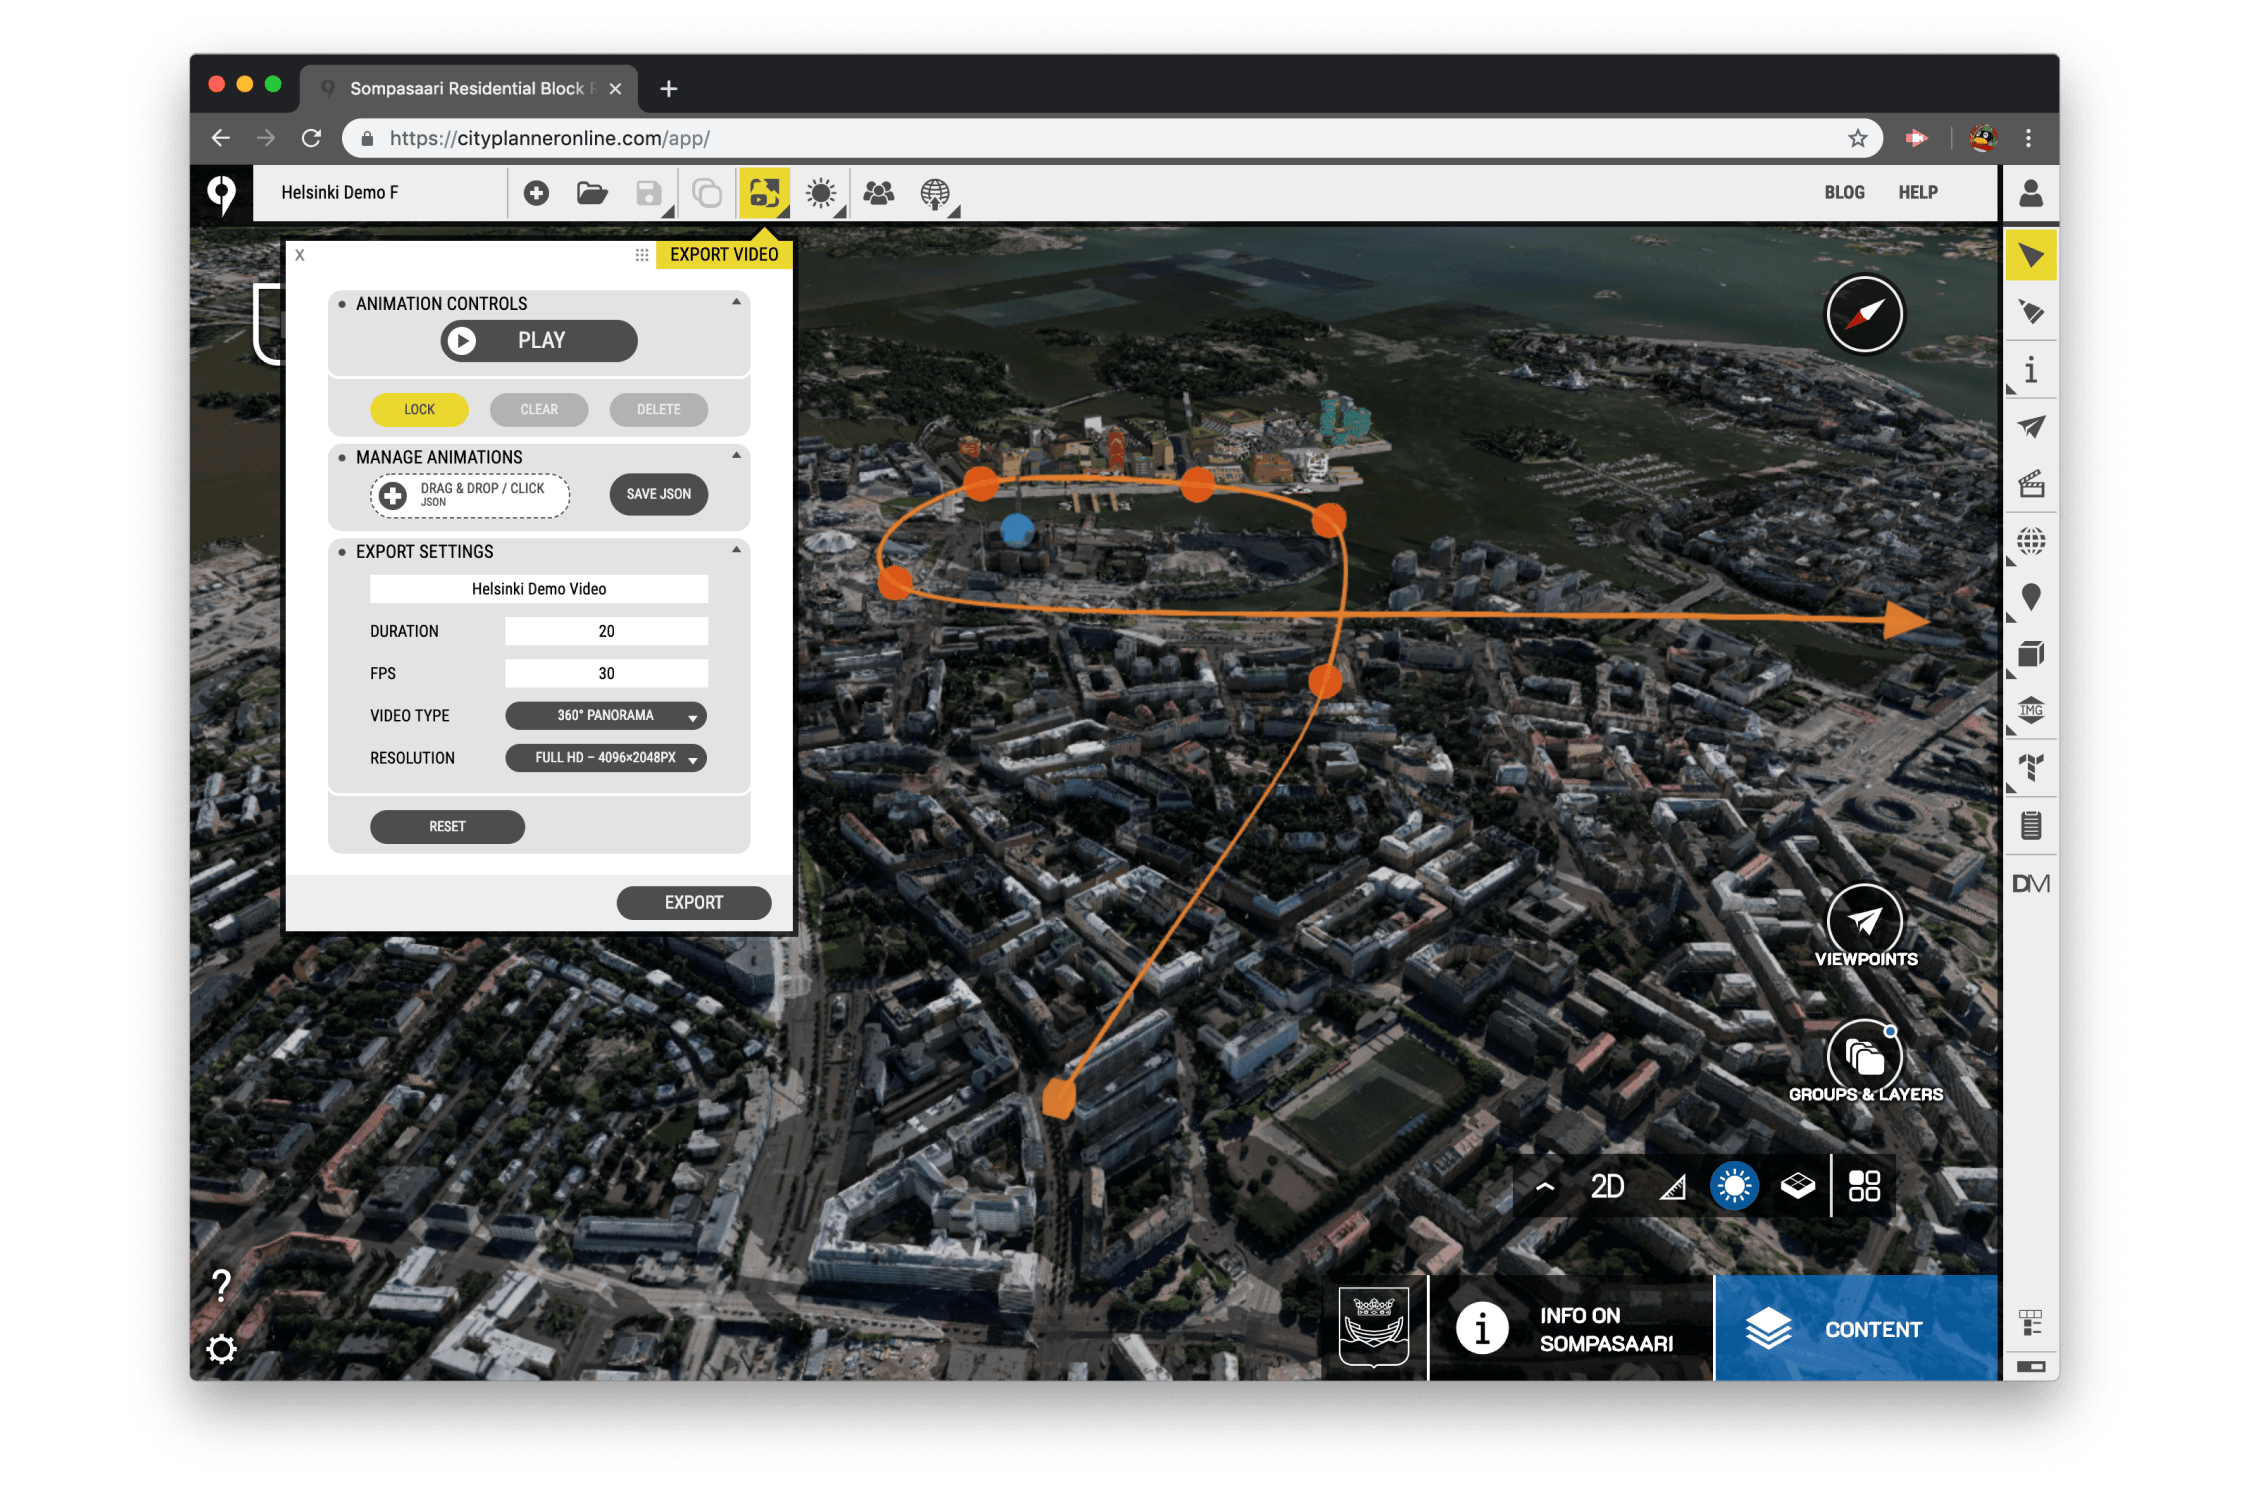 Sompasaari Residential Block
https://cityplanneronline.com/app/
Helsinki Demo F
BLOG
HELP
X
EXPORT VIDEO
ANIMATION CONTROLS
PLAY
LOCK
CLEAR
DELETE
MANAGE ANIMATIONS
DRAG & DROP / CLICK
JSON
SAVE JSON
EXPORT SETTINGS
Helsinki Demo Video
DURATION
20
FPS
30
VIDEO TYPE
360° PANORAMA
RESOLUTION
FULL HD – 4096×2048PX
RESET
EXPORT
i
IMG
DM
VIEWPOINTS
GROUPS & LAYERS
2D
?
i
INFO ON
SOMPASAARI
CONTENT